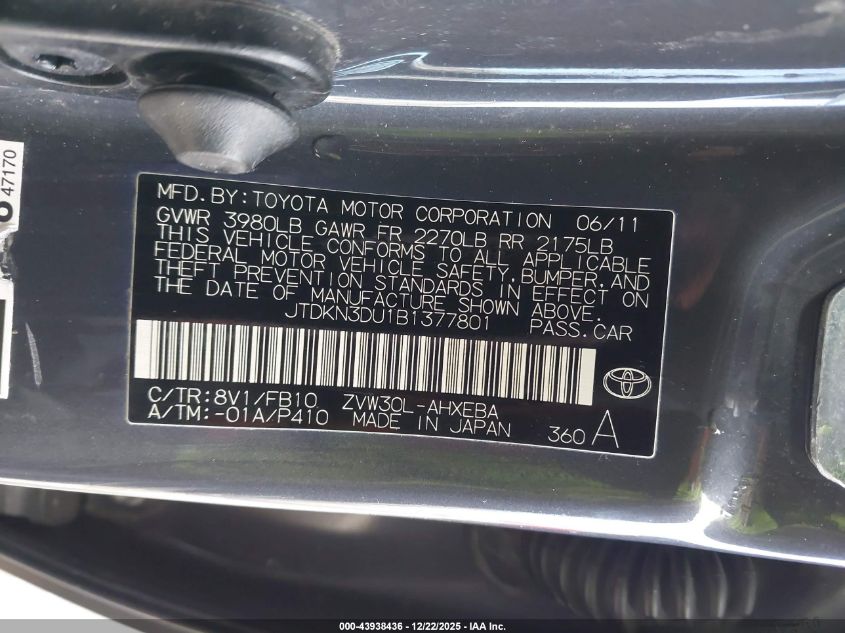 47170
MFD.BY:TOYOTA MOTOR CORPORATION 06/11
GVWR 3980LB GAWR FR 2270LB RR 2175LB
THIS VEHICLE CONFORMS TO ALL APPLICABLE
FEDERAL MOTOR VEHICLE SAFETY,BUMPER,AND
THEFT PREVENTION STANDARDS IN EFFECT ON
THE DATE OF MANUFACTURE SHOWN ABOVE.
JTDKN3DU1B1377801 PASS.CAR
C/TR:8V1/FB10 ZVW30L-AHXEBA
A/TM:-01A/P410 MADE IN JAPAN 360 A
000-43938436 - 12/22/2025 - IAA Inc.